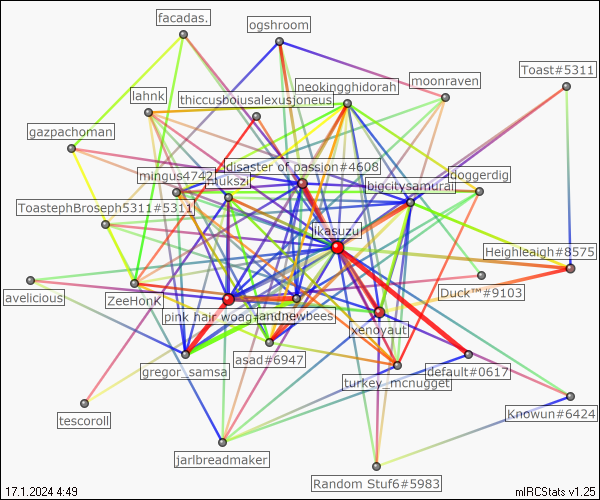 facadas.
ogshroom
Toast#5311
moonraven
neokingghidorah
lahnk
thiccusboiusalexusjoneus
gazpachoman
disaster of passion#4608
mingus4742
mukszi
bigcitysamurai
doggerdig
ToastephBroseph5311#5311
likasuzu
Heighleaigh#8575
avelicious
ZeeHonK
Duck™#9103
pink hair woag
andnewbees
xenoyaut
asad#6947
gregor_samsa
default#0617
turkey_mcnugget
tescoroll
Knowun#6424
jarlbreadmaker
Random Stuf6#5983
17.1.2024 4:49
mIRCStats v1.25